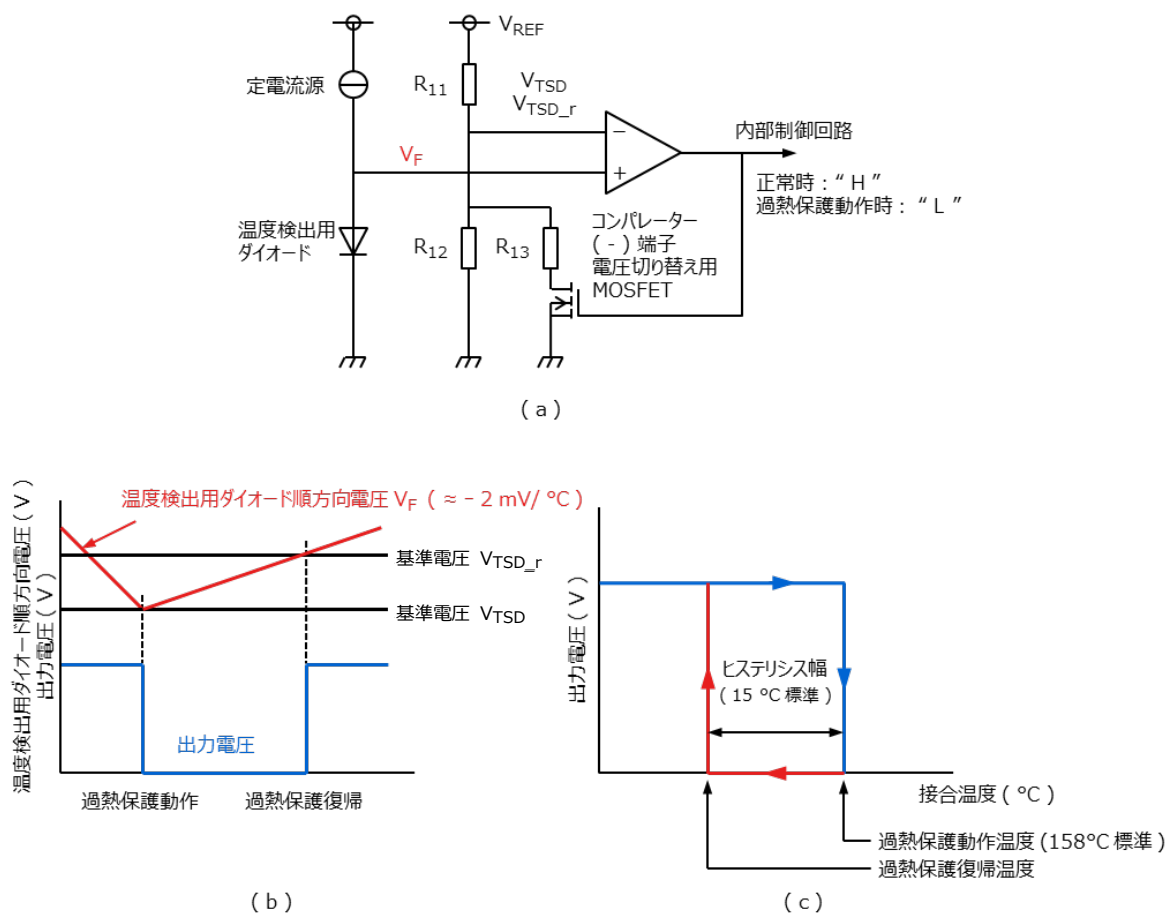 VREF
定電流源
R11
VTSD
VTSD_r
内部制御回路
VF
正常時：“ H ”
過熱保護動作時：“ L ”
温度検出用
ダイオード
R12
R13
コンパレーター
( - ) 端子
電圧切り替え用
MOSFET
−
+
( a )
温度検出用ダイオード順方向電圧 ( V )
出力電圧 ( V )
温度検出用ダイオード順方向電圧 VF ( ≈ − 2 mV/ °C )
基準電圧 VTSD_r
基準電圧 VTSD
出力電圧
過熱保護動作
過熱保護復帰
( b )
出力電圧 ( V )
ヒステリシス幅
( 15 °C 標準 )
接合温度 ( °C )
過熱保護動作温度 (158°C 標準 )
過熱保護復帰温度
( c )